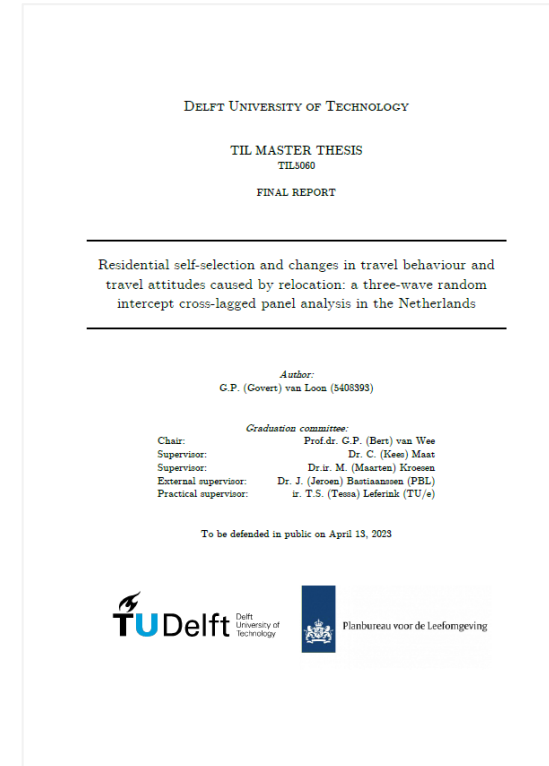 DELFT UNIVERSITY OF TECHNOLOGY
TIL MASTER THESIS
TIL5060
FINAL REPORT
Residential self-selection and changes in travel behaviour and
travel attitudes caused by relocation: a three-wave random
intercept cross-lagged panel analysis in the Netherlands
Author:
G.P. (Govert) van Loon (5408393)
Graduation committee:
Chair: Prof.dr. G.P. (Bert) van Wee
Supervisor: Dr. C. (Kees) Maat
Supervisor: Dr.ir. M. (Maarten) Kroesen
External supervisor: Dr. J. (Jeroen) Bastiaanssen (PBL)
Practical supervisor: ir. T.S. (Tessa) Leferink (TU/e)
To be defended in public on April 13, 2023
TU Delft
Delft
University of
Technology
Planbureau voor de Leefomgeving